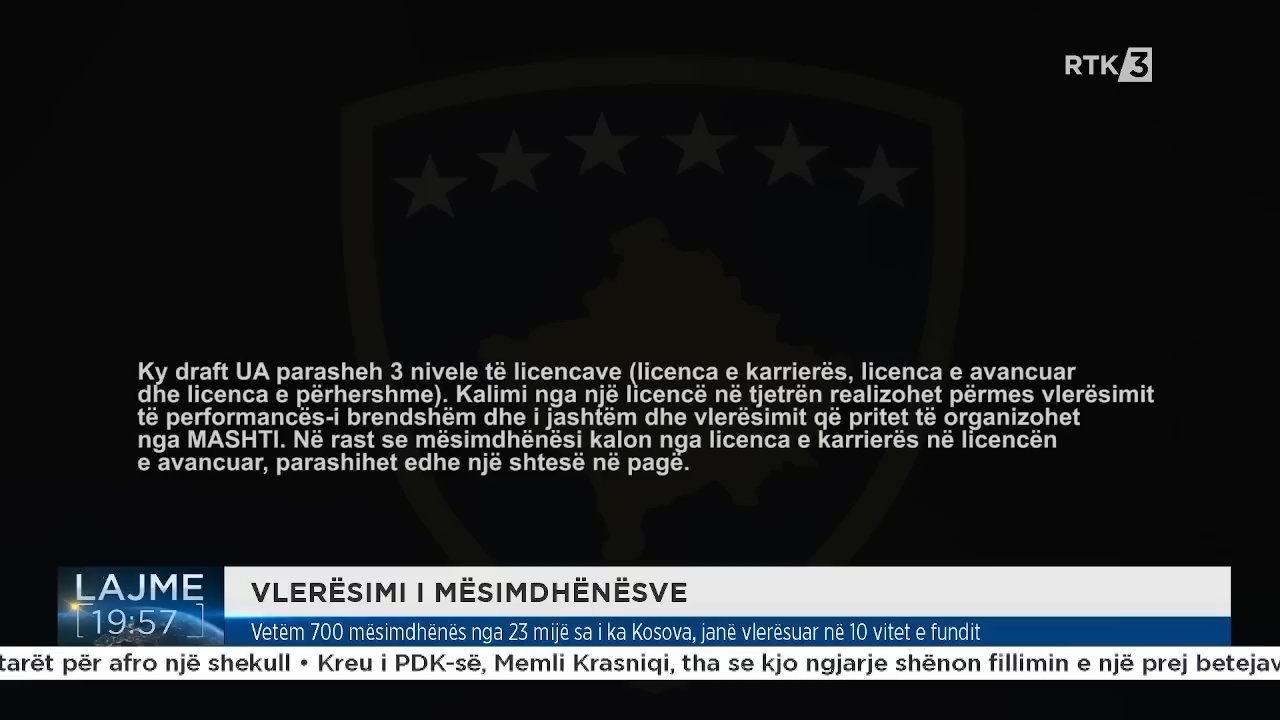 RTK 3
Ky draft UA parasheh 3 nivele të licencave (licenca e karrierës, licenca e avancuar
dhe licenca e përhershme). Kalimi nga një licencë në tjetrën realizohet përmes vlerësimit
të performancës-i brendshëm dhe i jashtëm dhe vlerësimit që pritet të organizohet
nga MASHTI. Në rast se mësimdhënësi kalon nga licenca e karrierës në licencën
e avancuar, parashihet edhe një shtesë në pagë.
LAJME
19:57
VLERËSIMI I MËSIMDHËNËSVE
Vetëm 700 mësimdhënës nga 23 mijë sa i ka Kosova, janë vlerësuar në 10 vitet e fundit
tarët për afro një shekull • Kreu i PDK-së, Memli Krasniqi, tha se kjo ngjarje shënon fillimin e një prej betejav